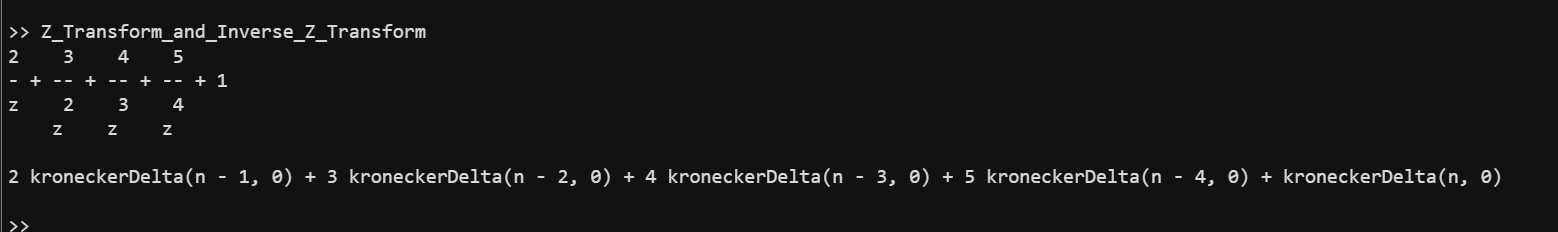 >> Z_Transform_and_Inverse_Z_Transform
2    3    4    5
- + -- + -- + -- + 1
z    2    3    4
    z    z    z
2 kroneckerDelta(n - 1, 0) + 3 kroneckerDelta(n - 2, 0) + 4 kroneckerDelta(n - 3, 0) + 5 kroneckerDelta(n - 4, 0) + kroneckerDelta(n, 0)
>>